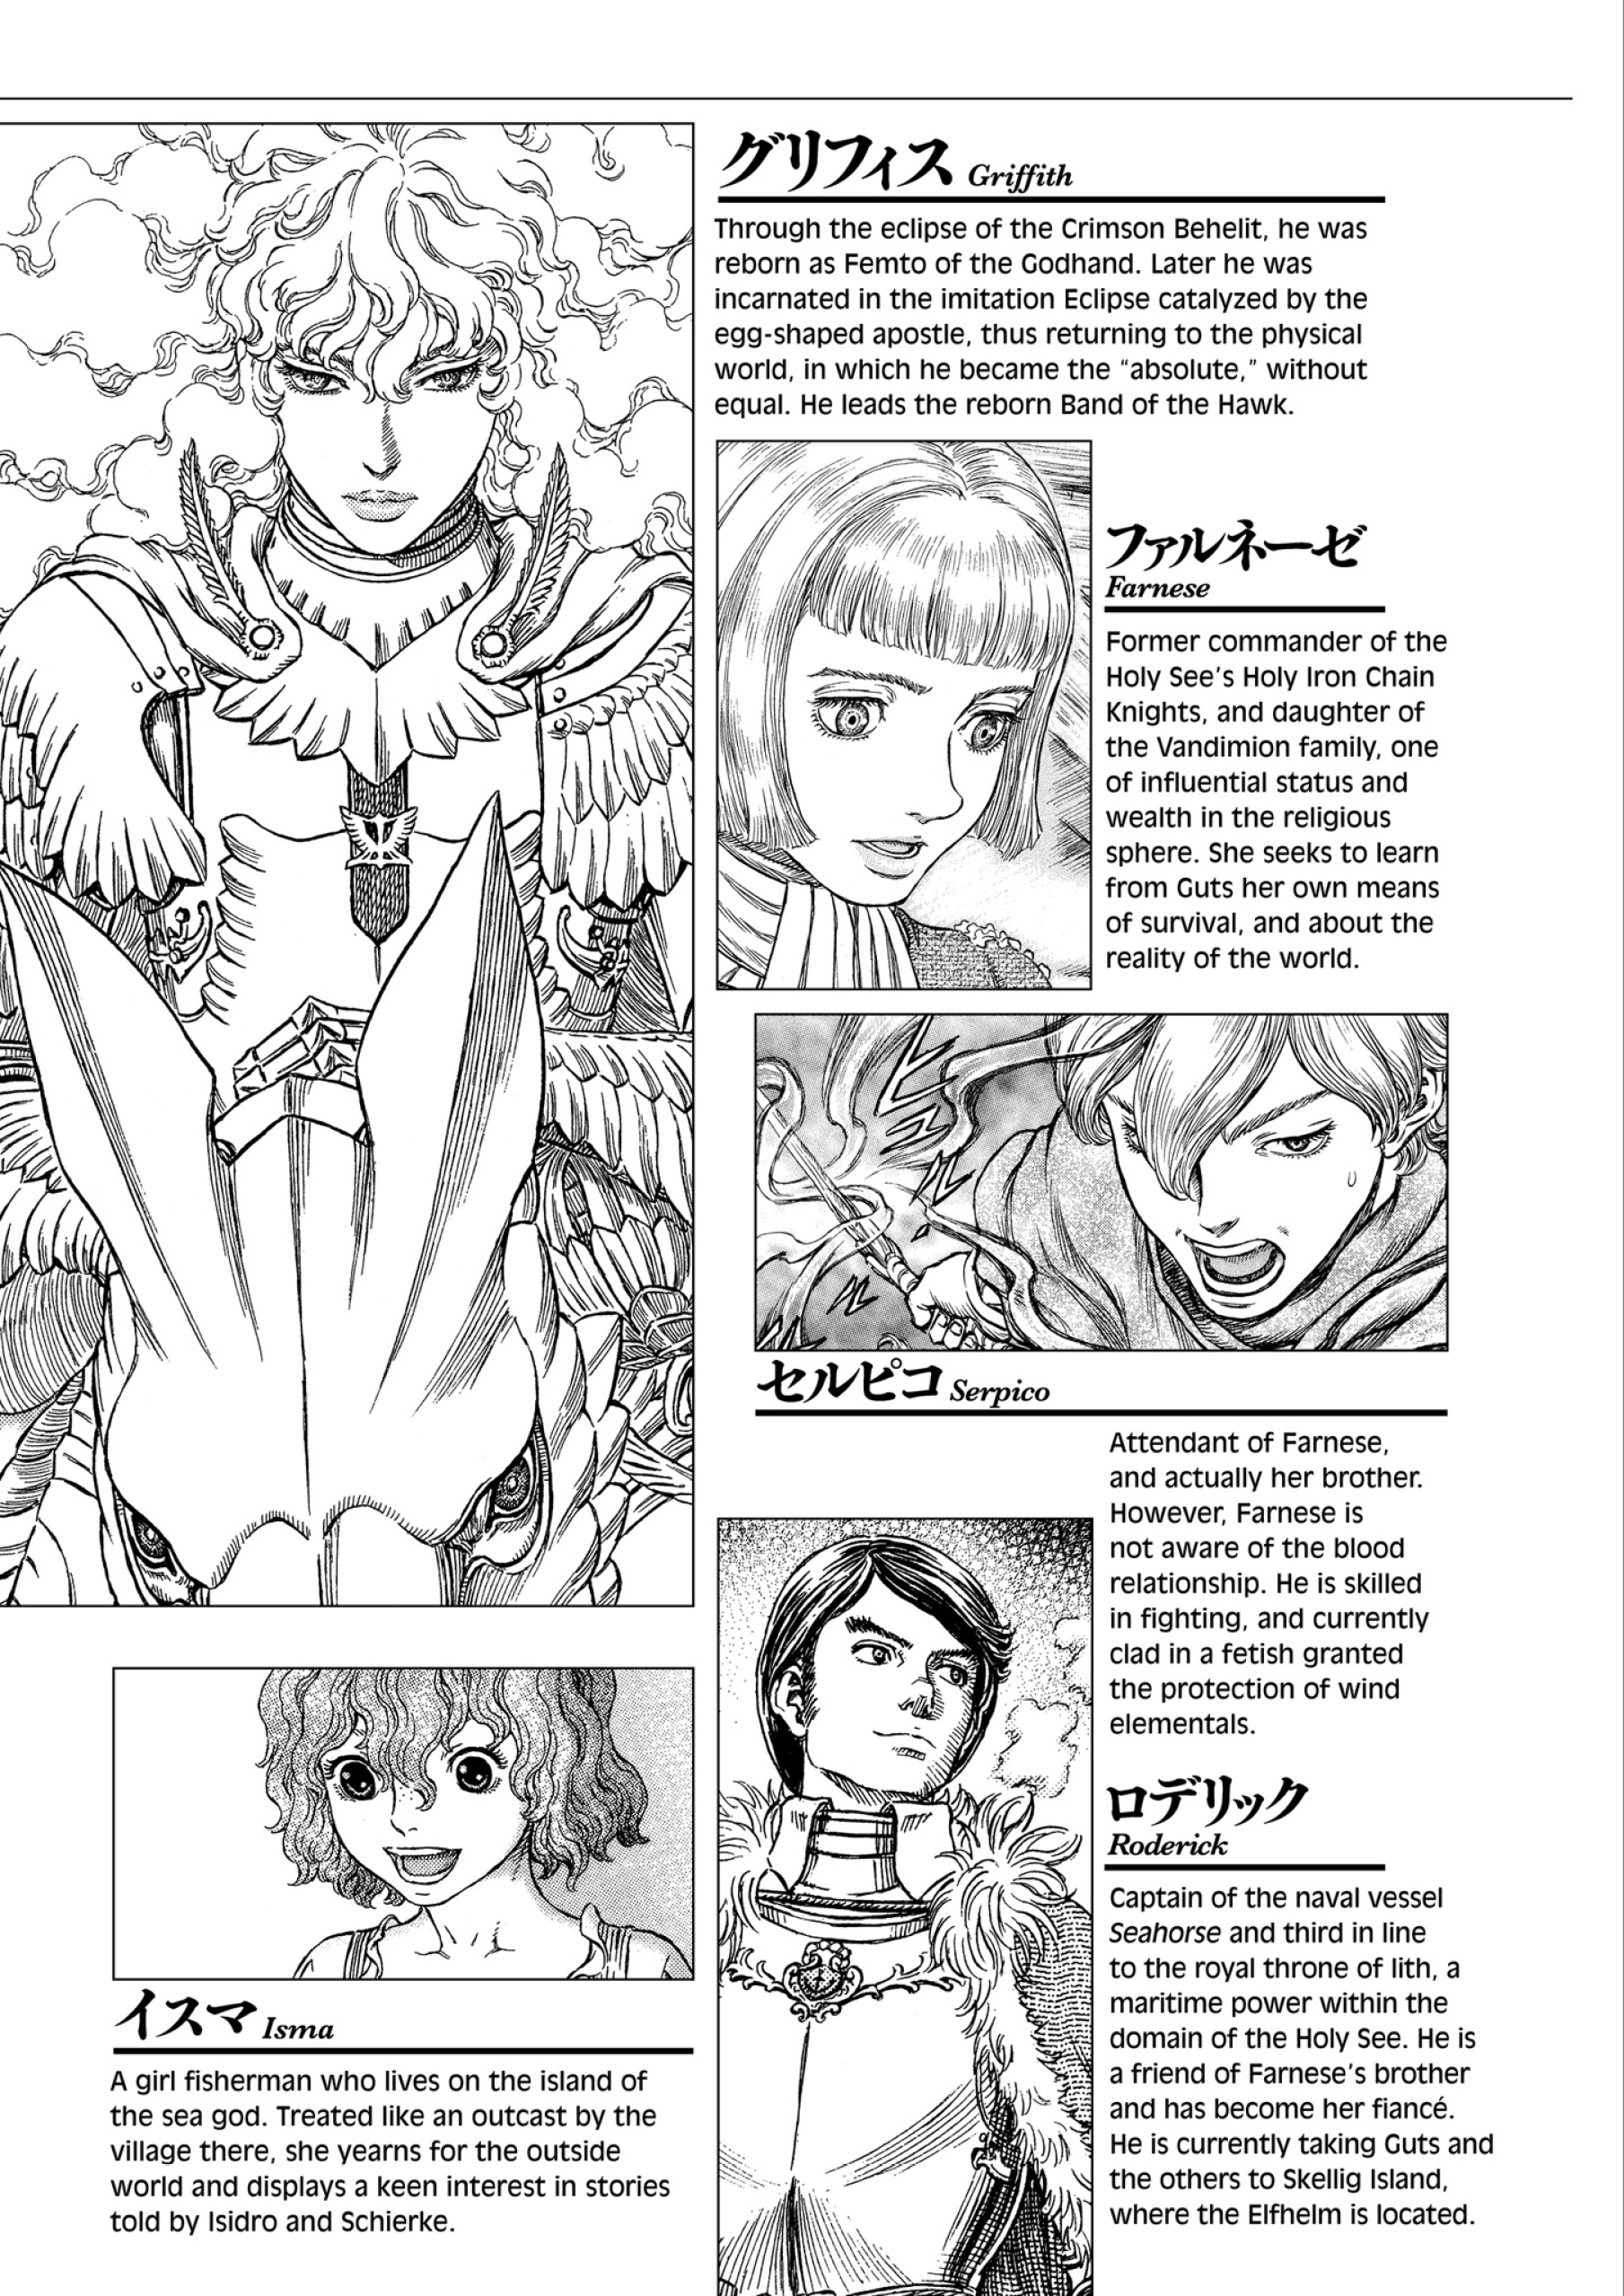 グリフィス Griffith
Through the eclipse of the Crimson Behelit, he was
reborn as Femto of the Godhand. Later he was
incarnated in the imitation Eclipse catalyzed by the
egg-shaped apostle, thus returning to the physical
world, in which he became the “absolute,” without
equal. He leads the reborn Band of the Hawk.
ファルネーゼ
Farnese
Former commander of the
Holy See’s Holy Iron Chain
Knights, and daughter of
the Vandimion family, one
of influential status and
wealth in the religious
sphere. She seeks to learn
from Guts her own means
of survival, and about the
reality of the world.
セルピコ Serpico
Attendant of Farnese,
and actually her brother.
However, Farnese is
not aware of the blood
relationship. He is skilled
in fighting, and currently
clad in a fetish granted
the protection of wind
elementals.
ロデリック
Roderick
Captain of the naval vessel
Seahorse and third in line
to the royal throne of Iith, a
maritime power within the
domain of the Holy See. He is
a friend of Farnese’s brother
and has become her fiancé.
He is currently taking Guts and
the others to Skellig Island,
where the Elfhelm is located.
イスマ Isma
A girl fisherman who lives on the island of
the sea god. Treated like an outcast by the
village there, she yearns for the outside
world and displays a keen interest in stories
told by Isidro and Schierke.